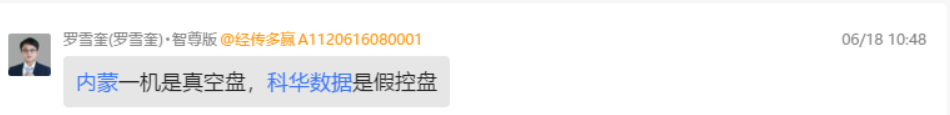 罗雪奎(罗雪奎)·智尊版 @经传多赢 A1120616080001 06/18 10:48
内蒙一机是真空盘，科华数据是假控盘